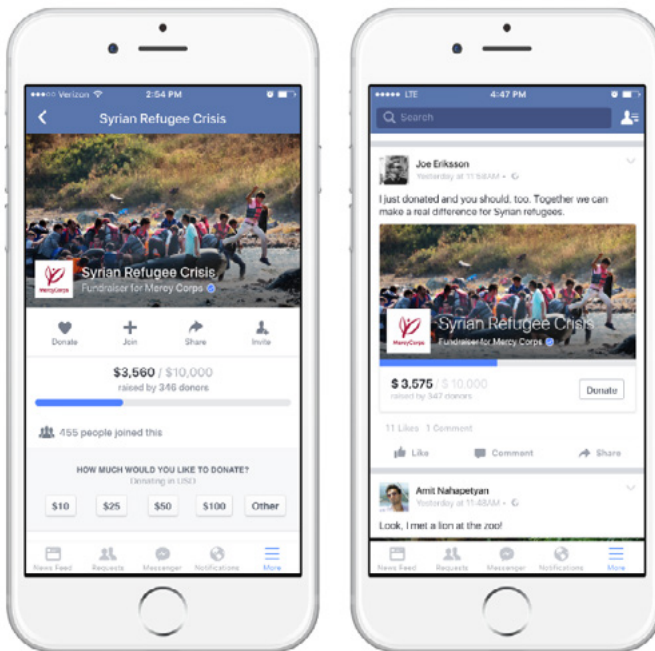 Verizon 2:54 PM
Syrian Refugee Crisis
MercyCorps
Syrian Refugee Crisis
Fundraiser for Mercy Corps
Donate Join Share Invite
$3,560 / $10,000
raised by 346 donors
455 people joined this
HOW MUCH WOULD YOU LIKE TO DONATE?
Donating in USD
$10 $25 $50 $100 Other
News Feed Requests Messenger Notifications More
LTE 4:47 PM
Search
Joe Eriksson
Yesterday at 11:58AM •
I just donated and you should, too. Together we can
make a real difference for Syrian refugees.
MercyCorps
Syrian Refugee Crisis
Fundraiser for Mercy Corps
$3,575 / $10,000
raised by 347 donors
Donate
11 Likes 1 Comment
Like Comment Share
Amit Nahapetyan
Yesterday at 11:48AM •
Look, I met a lion at the zoo!
News Feed Requests Messenger Notifications More